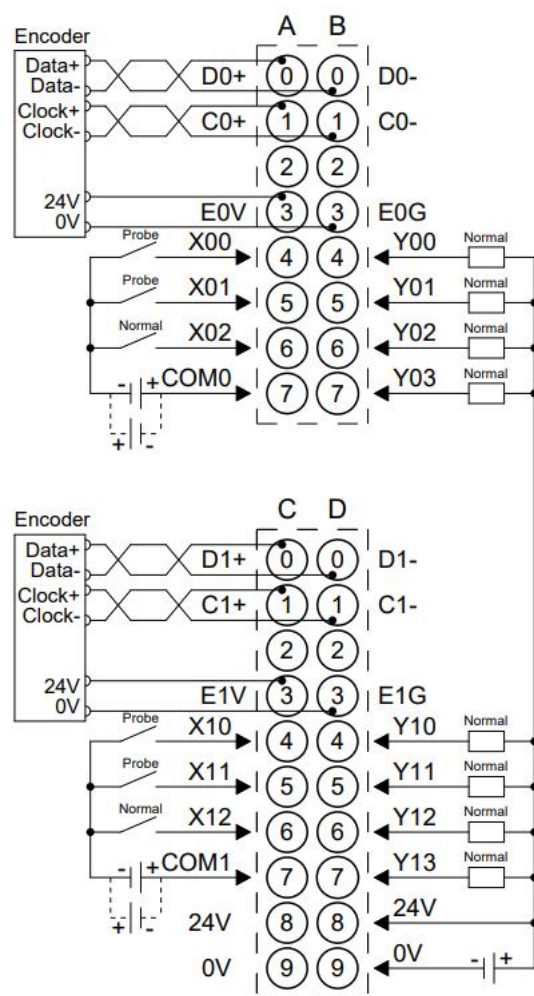 A B
Encoder
Data+ D0+ 0 0 D0-
Data-
Clock+ C0+ 1 1 C0-
Clock-
2 2
24V E0V 3 3 E0G
0V
Probe X00 4 4 Y00 Normal
Probe X01 5 5 Y01 Normal
Normal X02 6 6 Y02 Normal
- + COM0 7 7 Y03 Normal
+ -
C D
Encoder
Data+ D1+ 0 0 D1-
Data-
Clock+ C1+ 1 1 C1-
Clock-
2 2
24V E1V 3 3 E1G
0V
Probe X10 4 4 Y10 Normal
Probe X11 5 5 Y11 Normal
Normal X12 6 6 Y12 Normal
- + COM1 7 7 Y13 Normal
+ -
24V 8 8 24V
0V 9 9 0V - +